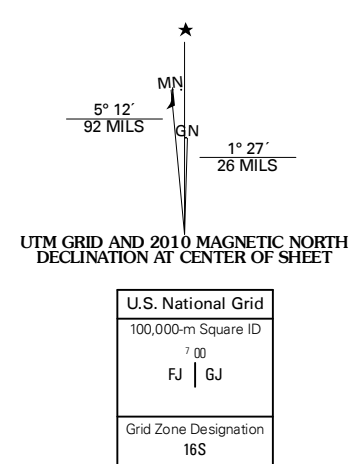 MN
5° 12´
92 MILS
GN
1° 27´
26 MILS
UTM GRID AND 2010 MAGNETIC NORTH
DECLINATION AT CENTER OF SHEET
U.S. National Grid
100,000-m Square ID
7 00
FJ GJ
Grid Zone Designation
16S